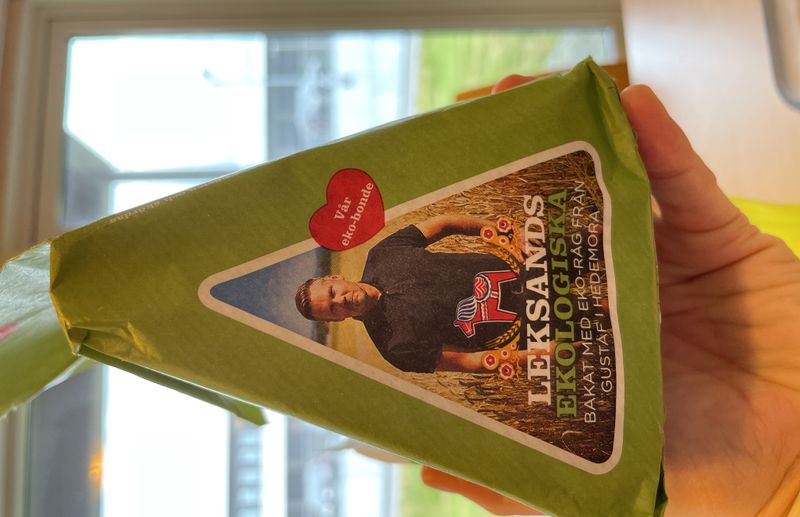 Vår
eko-bonde
LEKSANDS
EKOLOGISKA
BAKAT MED EKO-RÅG FRÅN
GUSTAF I HEDEMORA